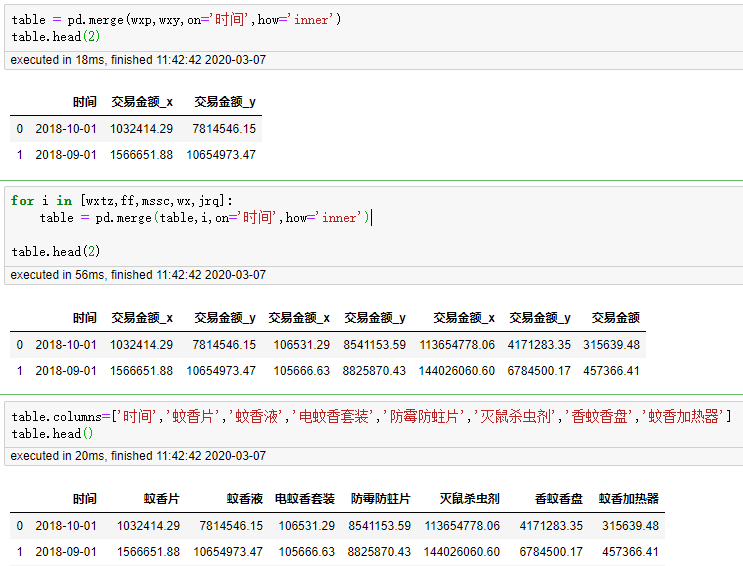 table = pd.merge(wxp,wxy,on='时间',how='inner')
table.head(2)
executed in 18ms, finished 11:42:42 2020-03-07
时间 交易金额_x 交易金额_y
0 2018-10-01 1032414.29 7814546.15
1 2018-09-01 1566651.88 10654973.47
for i in [wxtz,ff,mssc,wx,jrq]:
table = pd.merge(table,i,on='时间',how='inner')
table.head(2)
executed in 56ms, finished 11:42:42 2020-03-07
时间 交易金额_x 交易金额_y 交易金额_x 交易金额_y 交易金额_x 交易金额_y 交易金额
0 2018-10-01 1032414.29 7814546.15 106531.29 8541153.59 113654778.06 4171283.35 315639.48
1 2018-09-01 1566651.88 10654973.47 105666.63 8825870.43 144026060.60 6784500.17 457366.41
table.columns=['时间','蚊香片','蚊香液','电蚊香套装','防霉防蛀片','灭鼠杀虫剂','香蚊香盘','蚊香加热器']
table.head()
executed in 20ms, finished 11:42:42 2020-03-07
时间 蚊香片 蚊香液 电蚊香套装 防霉防蛀片 灭鼠杀虫剂 香蚊香盘 蚊香加热器
0 2018-10-01 1032414.29 7814546.15 106531.29 8541153.59 113654778.06 4171283.35 315639.48
1 2018-09-01 1566651.88 10654973.47 105666.63 8825870.43 144026060.60 6784500.17 457366.41